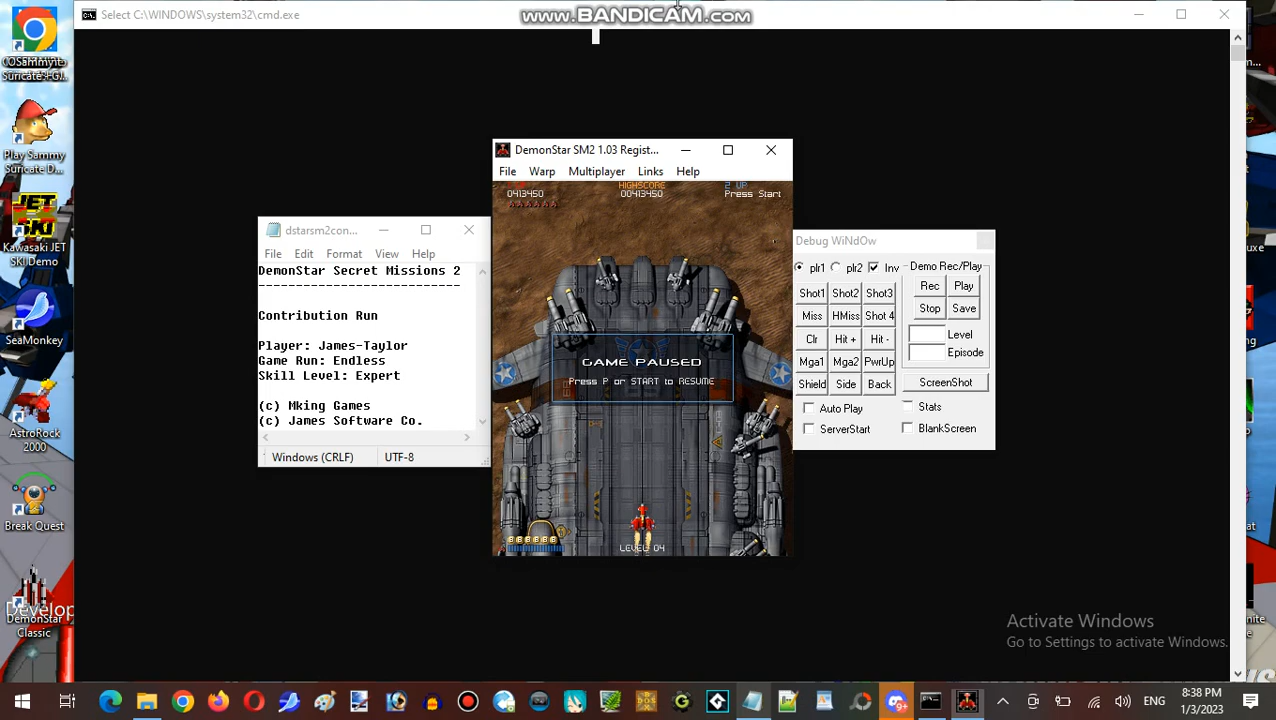 Select C:\WINDOWS\system32\cmd.exe
www.BANDICAM.com
Suricate+G...
Play Sammy
Suricate D...
JET
SKI
Kawasaki JET
SKI Demo
SeaMonkey
AstroRock
2000
Break Quest
Develop
DemonStar
Classic
dstarsm2con...
File Edit Format View Help
DemonStar Secret Missions 2
---------------------------
Contribution Run
Player: James-Taylor
Game Run: Endless
Skill Level: Expert
(c) Mking Games
(c) James Software Co.
Windows (CRLF) UTF-8
DemonStar SM2 1.03 Regist...
File Warp Multiplayer Links Help
HIGHSCORE 2 UP
0413450 00413450 Press Start
GAME PAUSED
Press P or START to RESUME
LEVEL 04
Debug WiNdOw
plr1 plr2 Inv Demo Rec/Play
Shot1 Shot2 Shot3 Rec Play
Miss HMiss Shot 4 Stop Save
Clr Hit + Hit - Level
Mga1 Mga2 PwrUp Episode
Shield Side Back ScreenShot
Auto Play Stats
ServerStart BlankScreen
Activate Windows
Go to Settings to activate Windows.
ENG
8:38 PM
1/3/2023